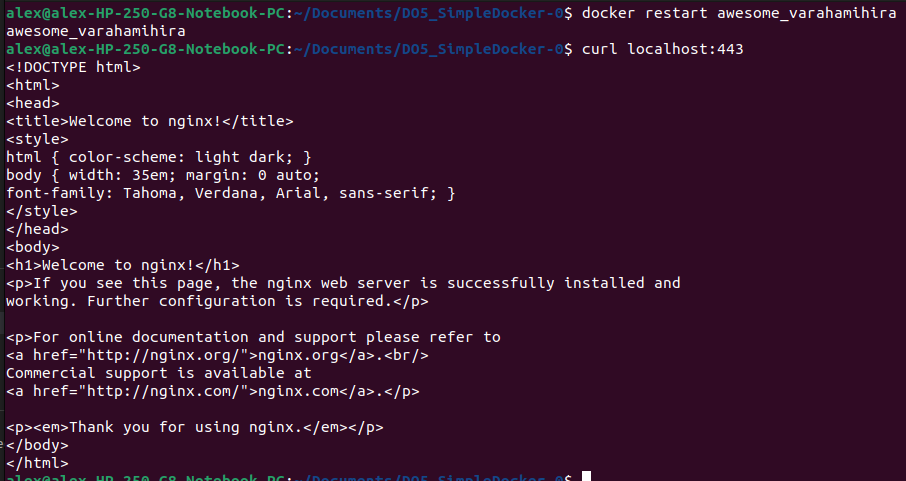 alex@alex-HP-250-G8-Notebook-PC:~/Documents/DO5_SimpleDocker-0$ docker restart awesome_varahamihira
awesome_varahamihira
alex@alex-HP-250-G8-Notebook-PC:~/Documents/DO5_SimpleDocker-0$ curl localhost:443
<!DOCTYPE html>
<html>
<head>
<title>Welcome to nginx!</title>
<style>
html { color-scheme: light dark; }
body { width: 35em; margin: 0 auto;
font-family: Tahoma, Verdana, Arial, sans-serif; }
</style>
</head>
<body>
<h1>Welcome to nginx!</h1>
<p>If you see this page, the nginx web server is successfully installed and
working. Further configuration is required.</p>

<p>For online documentation and support please refer to
<a href="http://nginx.org/">nginx.org</a>.<br/>
Commercial support is available at
<a href="http://nginx.com/">nginx.com</a>.</p>

<p><em>Thank you for using nginx.</em></p>
</body>
</html>
alex@alex-HP-250-G8-Notebook-PC:~/Documents/DO5_SimpleDocker-0$